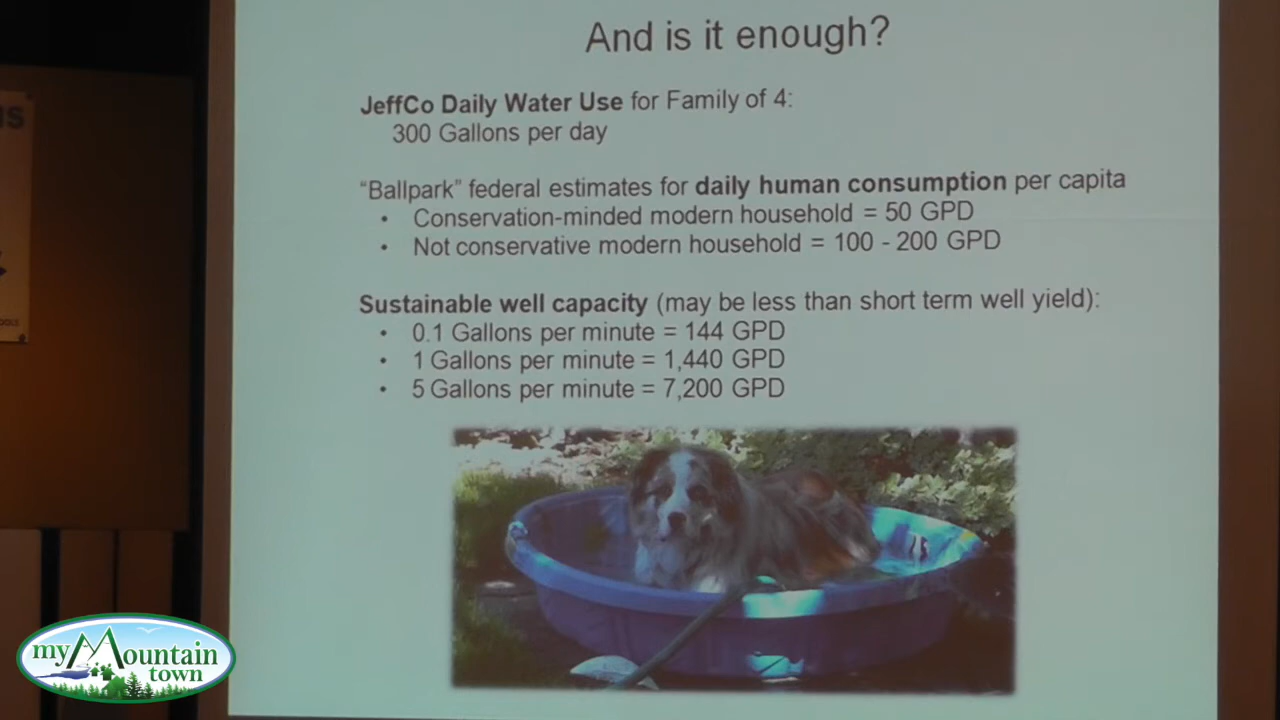 And is it enough?
JeffCo Daily Water Use for Family of 4:
300 Gallons per day
“Ballpark” federal estimates for daily human consumption per capita
• Conservation-minded modern household = 50 GPD
• Not conservative modern household = 100 - 200 GPD
Sustainable well capacity (may be less than short term well yield):
• 0.1 Gallons per minute = 144 GPD
• 1 Gallons per minute = 1,440 GPD
• 5 Gallons per minute = 7,200 GPD
my Mountain
town